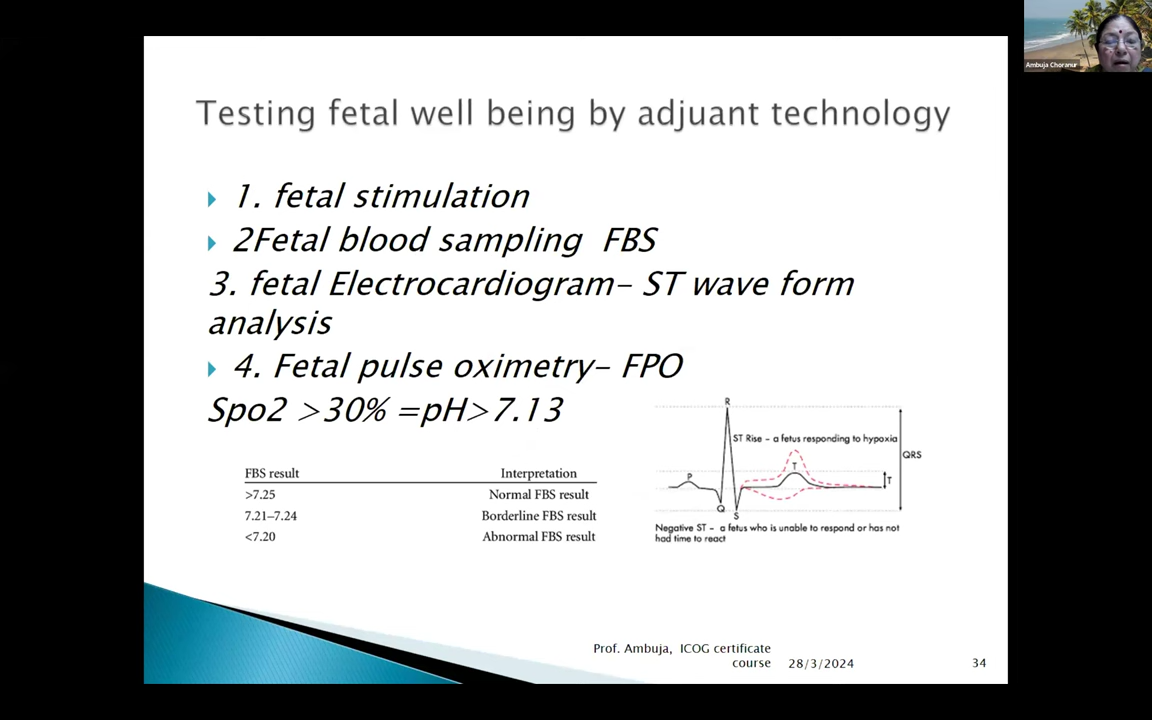 Ambuja Choranur
Testing fetal well being by adjuant technology
1. fetal stimulation
2Fetal blood sampling FBS
3. fetal Electrocardiogram– ST wave form
analysis
4. Fetal pulse oximetry– FPO
Spo2 >30% =pH>7.13
FBS result Interpretation
>7.25 Normal FBS result
7.21–7.24 Borderline FBS result
<7.20 Abnormal FBS result
R
ST Rise – a fetus responding to hypoxia
QRS
P
T
T
Q
S
Negative ST – a fetus who is unable to respond or has not
had time to react
Prof. Ambuja, ICOG certificate
course
28/3/2024
34